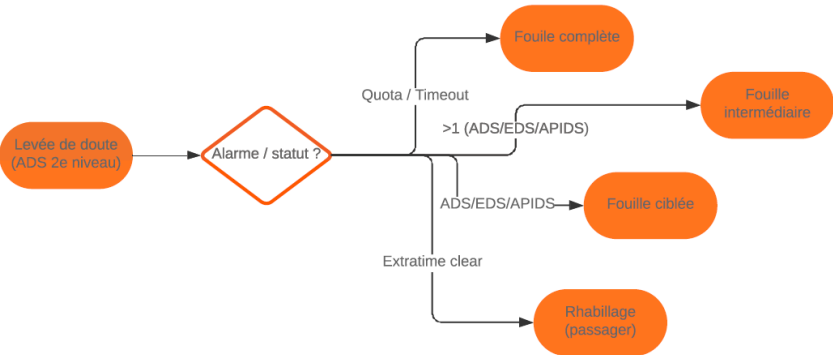 Fouile complète
Quota / Timeout
Fouille
intermédiaire
>1 (ADS/EDS/APIDS)
Levée de doute
(ADS 2e niveau)
Alarme / statut ?
ADS/EDS/APIDS
Fouille ciblée
Extratime clear
Rhabillage
(passager)